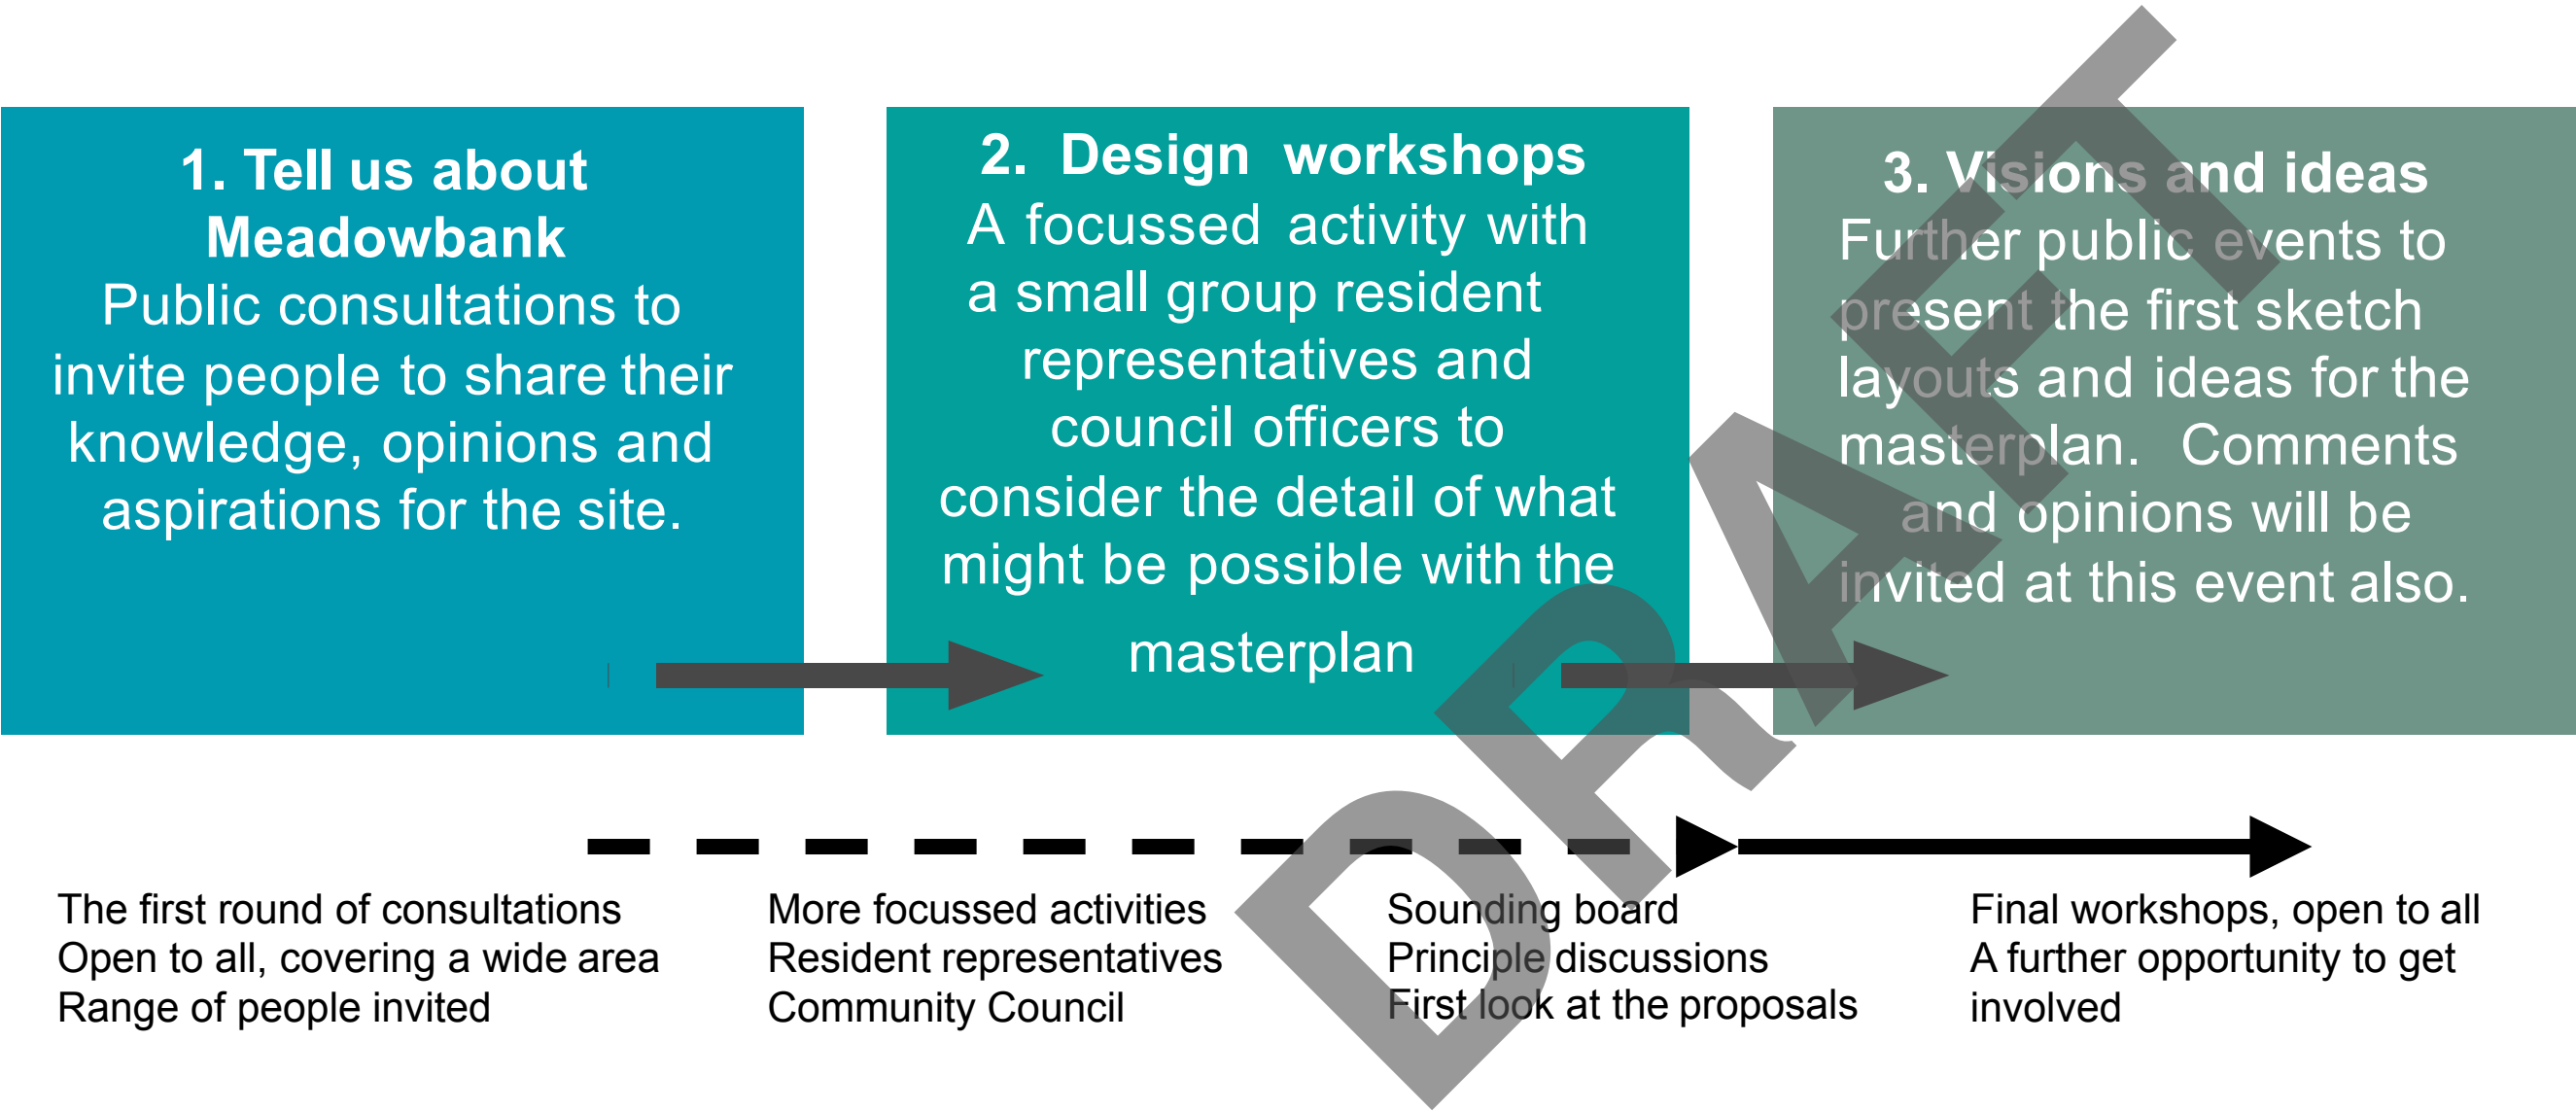 1. Tell us about
Meadowbank
Public consultations to
invite people to share their
knowledge, opinions and
aspirations for the site.
2. Design workshops
A focussed activity with
a small group resident
representatives and
council officers to
consider the detail of what
might be possible with the
masterplan
3. Visions and ideas
Further public events to
present the first sketch
layouts and ideas for the
masterplan. Comments
and opinions will be
invited at this event also.
The first round of consultations
Open to all, covering a wide area
Range of people invited
More focussed activities
Resident representatives
Community Council
Sounding board
Principle discussions
First look at the proposals
Final workshops, open to all
A further opportunity to get
involved
DRAFT